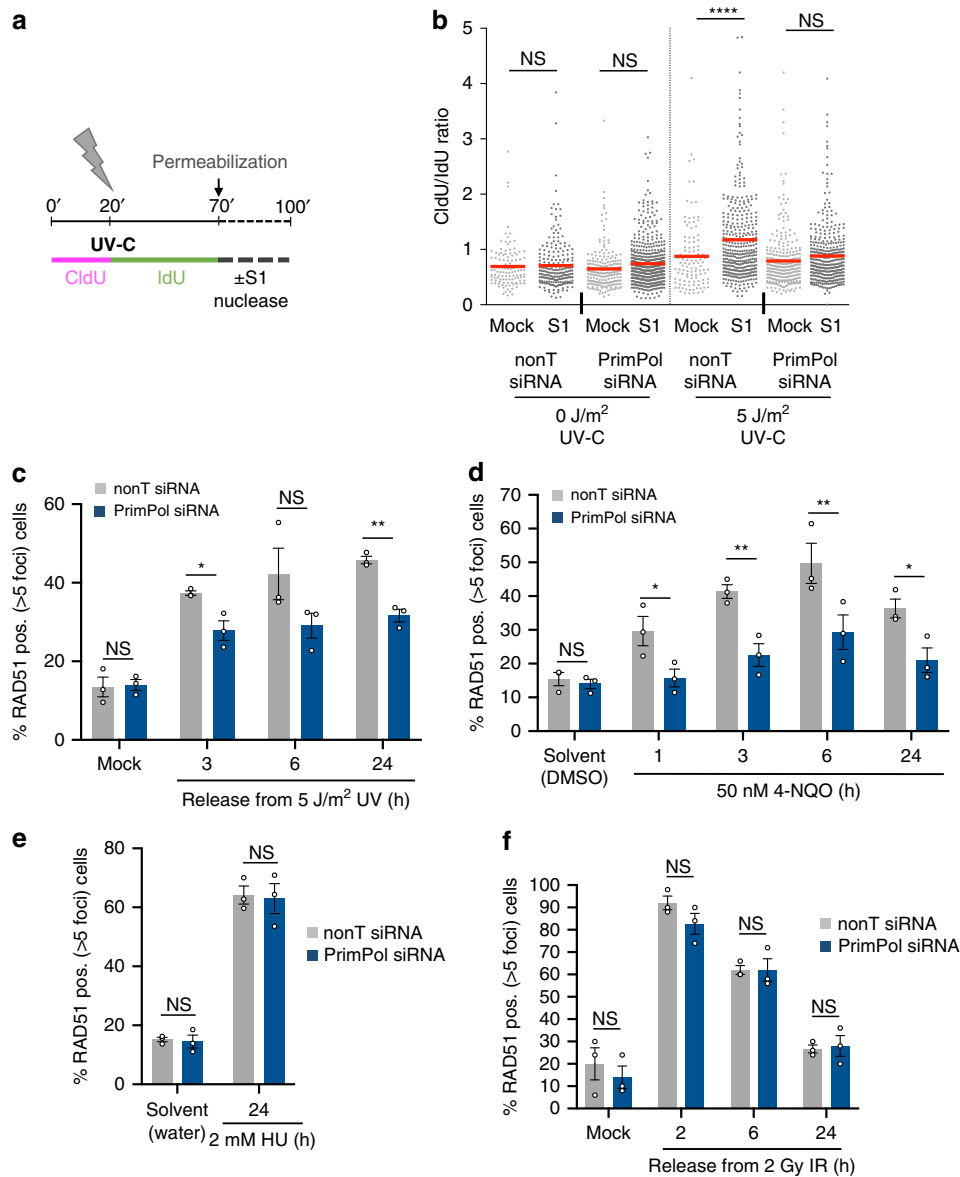 a
Permeabilization
0′ 20′ 70′ 100′
UV-C
CldU IdU ±S1
nuclease
b
CldU/IdU ratio
5
4
3
2
1
0
NS NS **** NS
Mock S1 Mock S1 Mock S1 Mock S1
nonT siRNA PrimPol siRNA nonT siRNA PrimPol siRNA
0 J/m² UV-C 5 J/m² UV-C
c
nonT siRNA
PrimPol siRNA
% RAD51 pos. (>5 foci) cells
60
40
20
0
NS * NS **
Mock 3 6 24
Release from 5 J/m² UV (h)
d
nonT siRNA
PrimPol siRNA
% RAD51 pos. (>5 foci) cells
70
60
50
40
30
20
10
0
NS * ** ** *
Solvent (DMSO) 1 3 6 24
50 nM 4-NQO (h)
e
% RAD51 pos. (>5 foci) cells
80
60
40
20
0
NS NS
nonT siRNA
PrimPol siRNA
Solvent (water) 24
2 mM HU (h)
f
% RAD51 pos. (>5 foci) cells
100
90
80
70
60
50
40
30
20
10
0
NS NS NS NS
nonT siRNA
PrimPol siRNA
Mock 2 6 24
Release from 2 Gy IR (h)